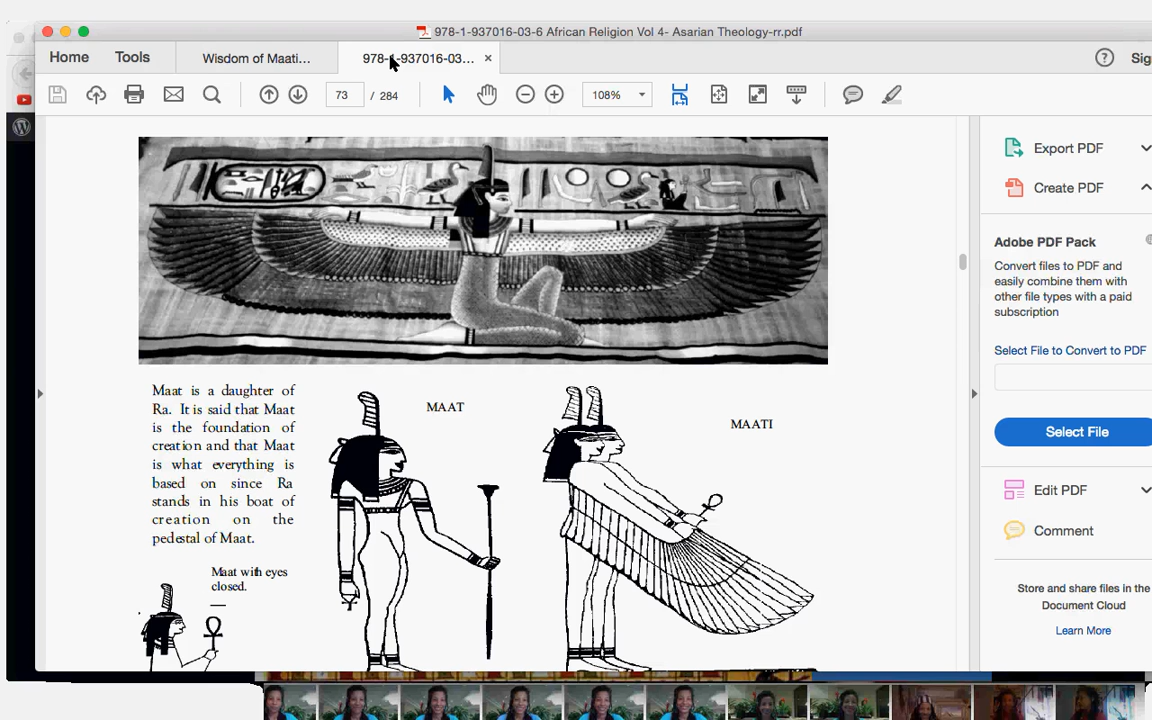 978-1-937016-03-6 African Religion Vol 4- Asarian Theology-rr.pdf
Home
Tools
Wisdom of Maati...
978-1-937016-03... ×
? Sig
73 / 284
108%
Export PDF
Create PDF
Adobe PDF Pack
Convert files to PDF and
easily combine them with
other file types with a paid
subscription
Select File to Convert to PDF
Select File
Edit PDF
Comment
Store and share files in the
Document Cloud
Learn More
Maat is a daughter of
Ra. It is said that Maat
is the foundation of
creation and that Maat
is what everything is
based on since Ra
stands in his boat of
creation on the
pedestal of Maat.
MAAT
MAATI
Maat with eyes
closed.